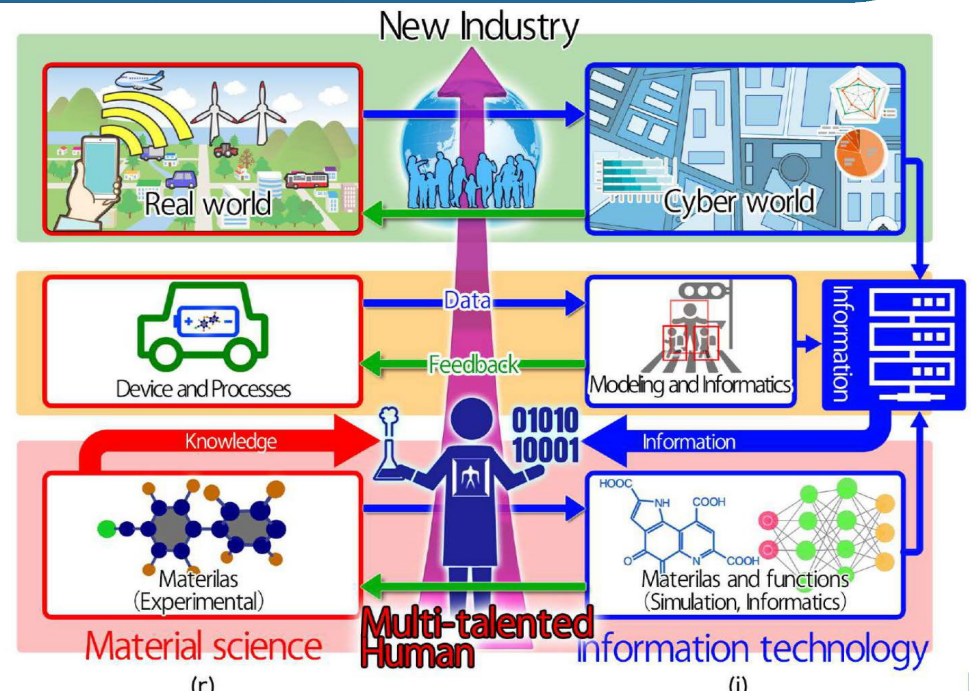 New Industry
Real world
Cyber world
Data
Feedback
Device and Processes
Modeling and Informatics
Information
Knowledge
01010
10001
Information
HOOC
NH
COOH
O
O
N
COOH
Materilas
(Experimental)
Materilas and functions
(Simulation, Informatics)
Material science
Multi-talented
Human
information technology
(r)
(i)